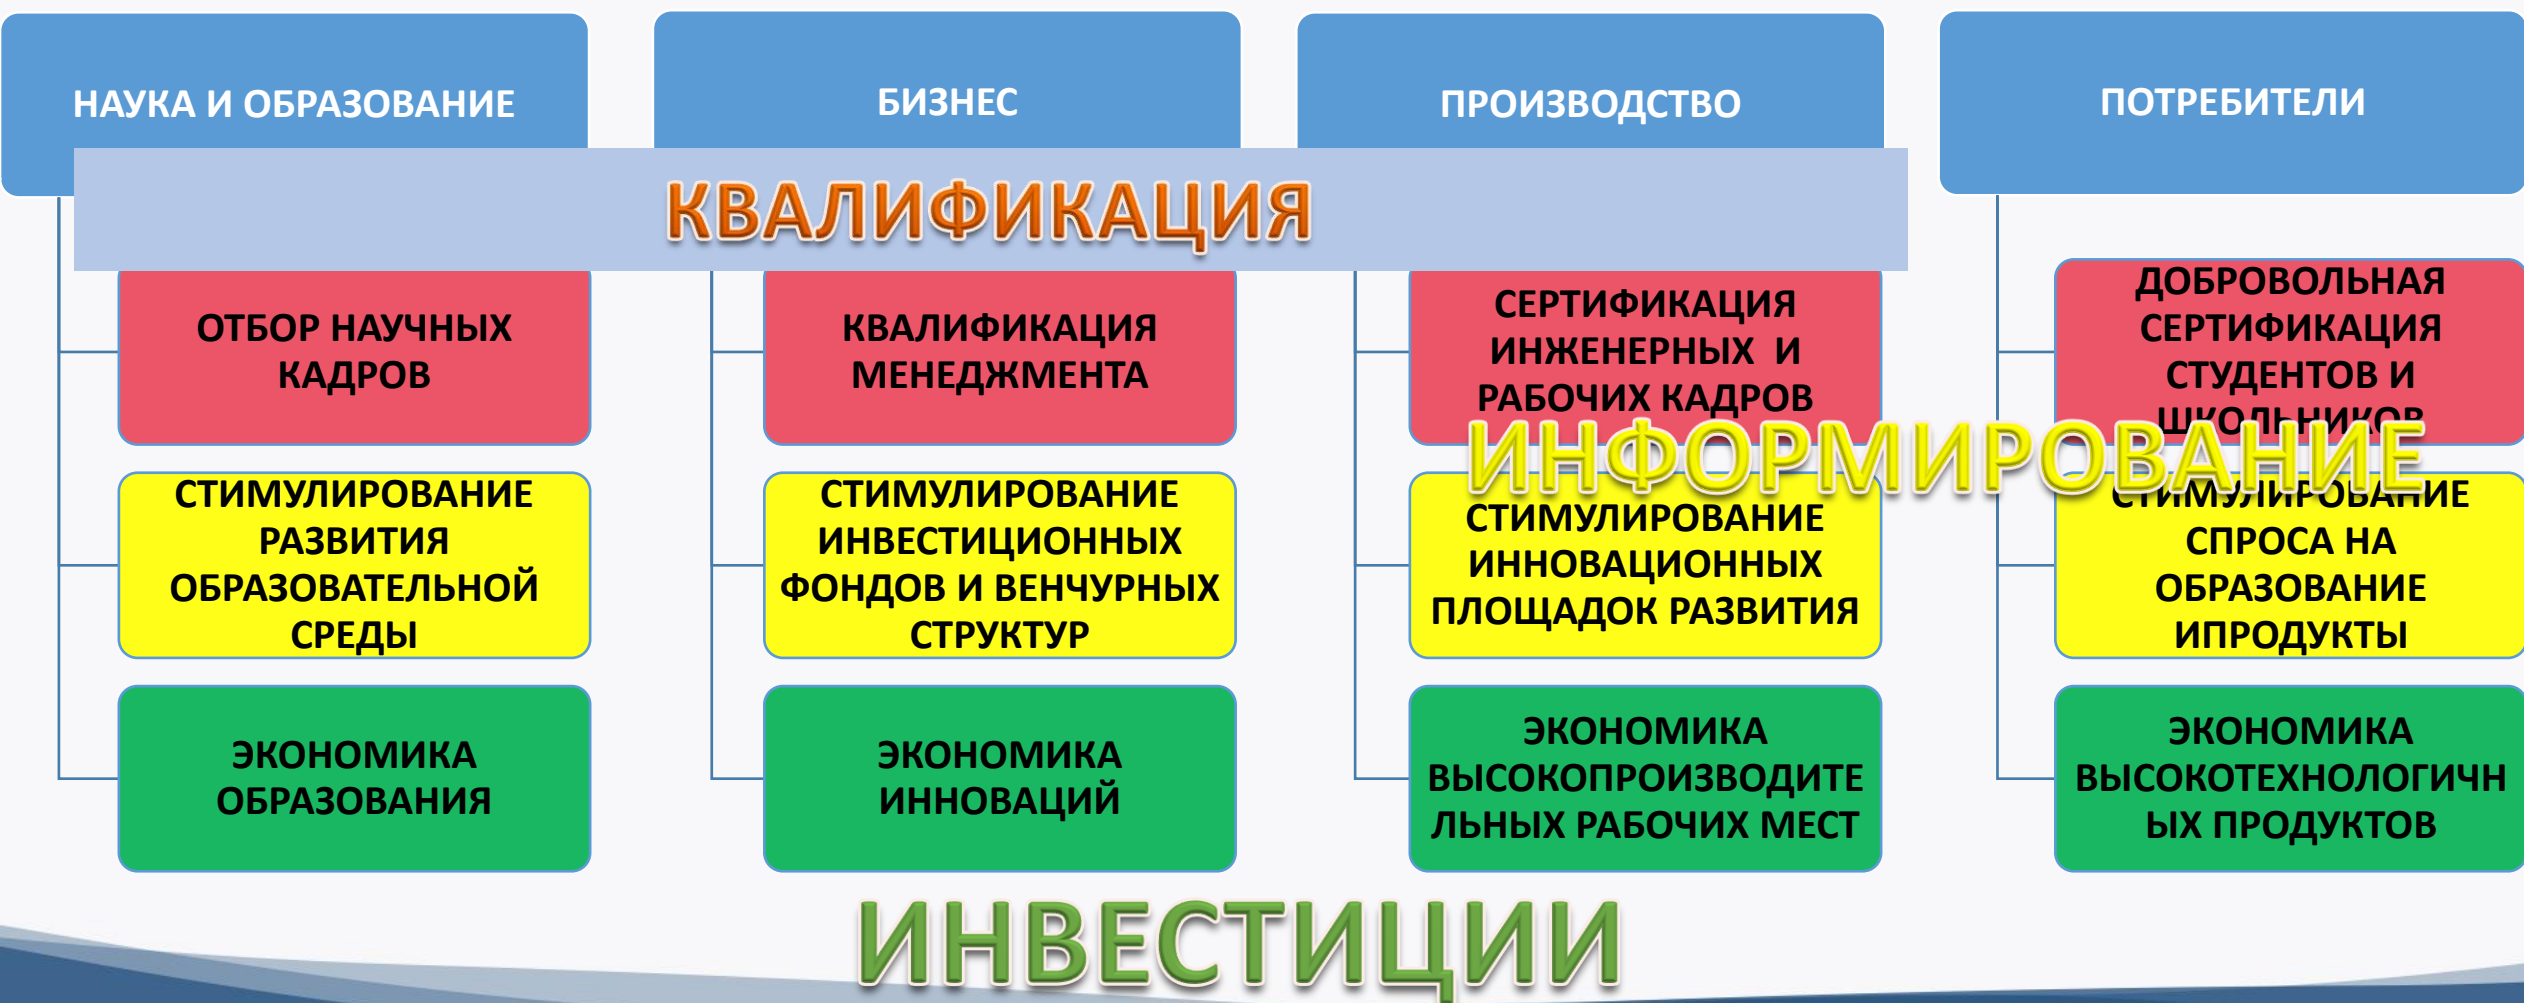 НАУКА И ОБРАЗОВАНИЕ
БИЗНЕС
ПРОИЗВОДСТВО
ПОТРЕБИТЕЛИ
КВАЛИФИКАЦИЯ
ОТБОР НАУЧНЫХ
КАДРОВ
КВАЛИФИКАЦИЯ
МЕНЕДЖМЕНТА
СЕРТИФИКАЦИЯ
ИНЖЕНЕРНЫХ И
РАБОЧИХ КАДРОВ
ДОБРОВОЛЬНАЯ
СЕРТИФИКАЦИЯ
СТУДЕНТОВ И
ШКОЛЬНИКОВ
ИНФОРМИРОВАНИЕ
СТИМУЛИРОВАНИЕ
РАЗВИТИЯ
ОБРАЗОВАТЕЛЬНОЙ
СРЕДЫ
СТИМУЛИРОВАНИЕ
ИНВЕСТИЦИОННЫХ
ФОНДОВ И ВЕНЧУРНЫХ
СТРУКТУР
СТИМУЛИРОВАНИЕ
ИННОВАЦИОННЫХ
ПЛОЩАДОК РАЗВИТИЯ
СТИМУЛИРОВАНИЕ
СПРОСА НА
ОБРАЗОВАНИЕ
ИПРОДУКТЫ
ЭКОНОМИКА
ОБРАЗОВАНИЯ
ЭКОНОМИКА
ИННОВАЦИЙ
ЭКОНОМИКА
ВЫСОКОПРОИЗВОДИТЕ
ЛЬНЫХ РАБОЧИХ МЕСТ
ЭКОНОМИКА
ВЫСОКОТЕХНОЛОГИЧН
ЫХ ПРОДУКТОВ
ИНВЕСТИЦИИ